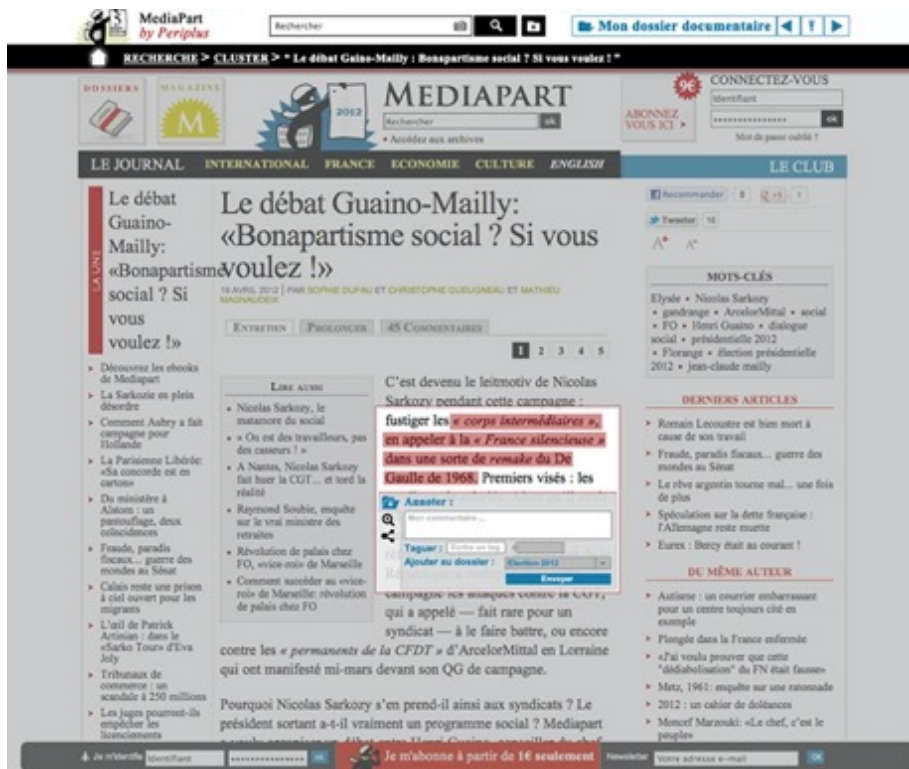 MediaPart
by Periplus
Rechercher
Mon dossier documentaire
RECHERCHE > CLUSTER > " Le débat Gaino-Mailly : Bonapartisme social ? Si vous voulez ! "
DOSSIERS
MAGAZINE
M
2012
MEDIAPART
Rechercher
ok
• Accédez aux archives
9€
ABONNEZ
VOUS ICI >
CONNECTEZ-VOUS
Identifiant
ok
Mot de passe oublié ?
LE JOURNAL INTERNATIONAL FRANCE ECONOMIE CULTURE ENGLISH
LE CLUB
LA UNE
Le débat
Guaino-
Mailly:
«Bonapartisme
social ? Si
vous
voulez !»
Découvrez les ebooks
de Mediapart
La Sarkozie en plein
désordre
Comment Aubry a fait
campagne pour
Hollande
La Parisienne Libérée:
«Sa concorde est en
carton»
Du ministère à
Alstom : un
pantouflage, deux
coïncidences
Fraude, paradis
fiscaux... guerre des
mondes au Sénat
Calais reste une prison
à ciel ouvert pour les
migrants
L'œil de Patrick
Artinian : dans le
«Sarko Tour» d'Eva
Joly
Tribunaux de
commerce : un
scandale à 250 millions
Les juges pourront-ils
empêcher les
licenciements
Le débat Guaino-Mailly:
«Bonapartisme social ? Si vous
voulez !»
19 AVRIL 2012 | PAR SOPHIE DUFAU ET CHRISTOPHE GUEUGNEAU ET MATHIEU
MAGNAUDEIX
ENTRETIEN PROLONGER 45 COMMENTAIRES
1 2 3 4 5
LIRE AUSSI
• Nicolas Sarkozy, le
matamore du social
• « On est des travailleurs, pas
des casseurs ! »
• A Nantes, Nicolas Sarkozy
fait huer la CGT... et tord la
réalité
• Raymond Soubie, enquête
sur le vrai ministre des
retraites
• Révolution de palais chez
FO, «vice-roi» de Marseille
• Comment succéder au «vice-
roi» de Marseille: révolution
de palais chez FO
C'est devenu le leitmotiv de Nicolas
Sarkozy pendant cette campagne :
fustiger les « corps intermédiaires »,
en appeler à la « France silencieuse »
dans une sorte de remake du De
Gaulle de 1968. Premiers visés : les
Annoter :
Mon commentaire ...
Taguer : Ecrire un tag
Ajouter au dossier : Election 2012
Envoyer
campagne les attaques contre la CGT,
qui a appelé — fait rare pour un
syndicat — à le faire battre, ou encore
contre les « permanents de la CFDT » d'ArcelorMittal en Lorraine
qui ont manifesté mi-mars devant son QG de campagne.
Pourquoi Nicolas Sarkozy s'en prend-il ainsi aux syndicats ? Le
président sortant a-t-il vraiment un programme social ? Mediapart
Recommander 8 +1 1
Tweeter 16
A+ A-
MOTS-CLÉS
Elysée • Nicolas Sarkozy
• gandrange • ArcelorMittal • social
• FO • Henri Guaino • dialogue
social • présidentielle 2012
• Florange • élection présidentielle
2012 • jean-claude mailly
DERNIERS ARTICLES
Romain Lecoustre est bien mort à
cause de son travail
Fraude, paradis fiscaux... guerre des
mondes au Sénat
Le rêve argentin tourne mal... une fois
de plus
Spéculation sur la dette française :
l'Allemagne reste muette
Eurex : Bercy était au courant !
DU MÊME AUTEUR
Autisme : un courrier embarrassant
pour un centre toujours cité en
exemple
Plongée dans la France enfermée
«J'ai voulu prouver que cette
"dédiabolisation" du FN était fausse»
Metz, 1961: enquête sur une ratonnade
2012 : un cahier de doléances
Moncef Marzouki: «Le chef, c'est le
peuple»
Je m'identifie Identifiant ok
Je m'abonne à partir de 1€ seulement
Newsletter Votre adresse e-mail OK